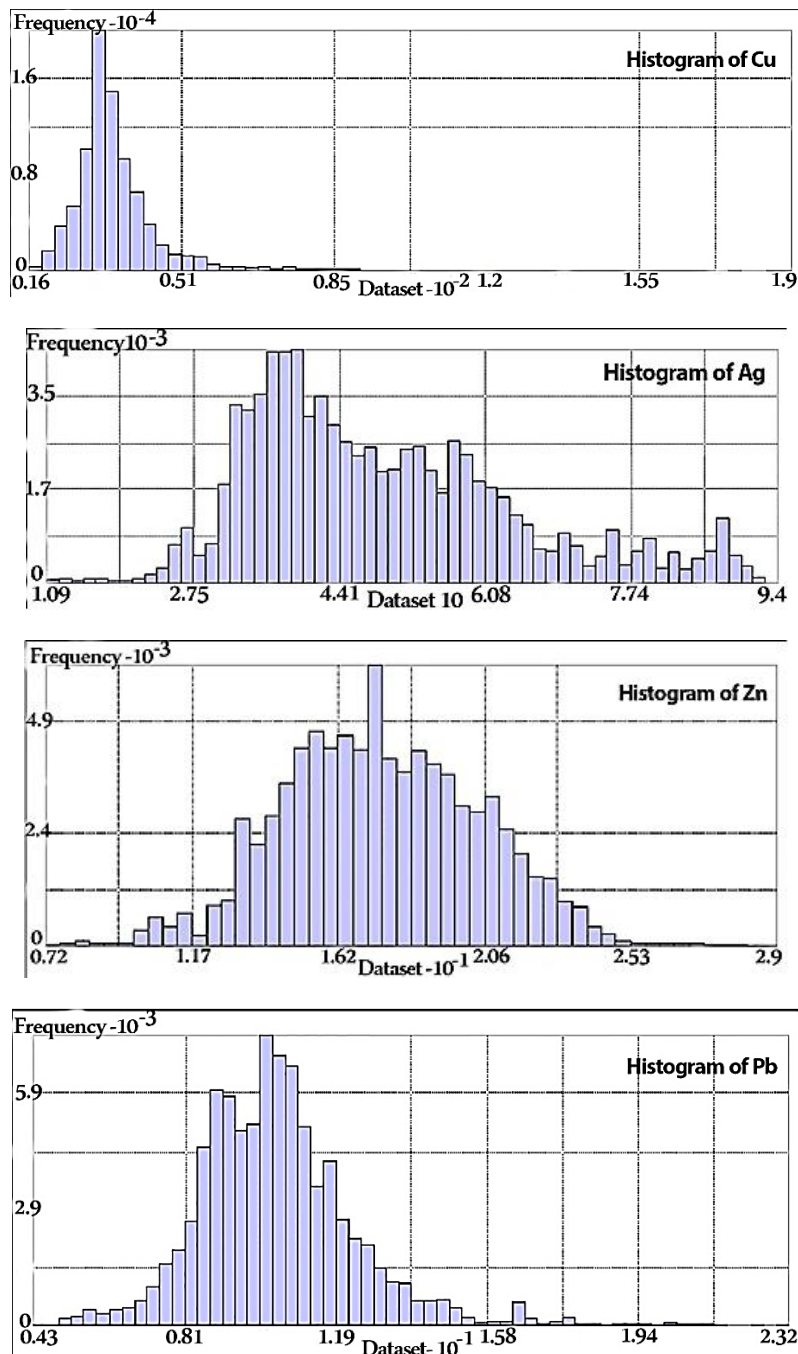 Frequency -10-4
Histogram of Cu
1.6
0.8
0
0.16 0.51 0.85 Dataset -10-2 1.2 1.55 1.9
Frequency10-3
Histogram of Ag
3.5
1.7
0
1.09 2.75 4.41 Dataset 10 6.08 7.74 9.4
Frequency -10-3
Histogram of Zn
4.9
2.4
0
0.72 1.17 1.62 Dataset -10-1 2.06 2.53 2.9
Frequency -10-3
Histogram of Pb
5.9
2.9
0
0.43 0.81 1.19 Dataset- 10-1 1.58 1.94 2.32